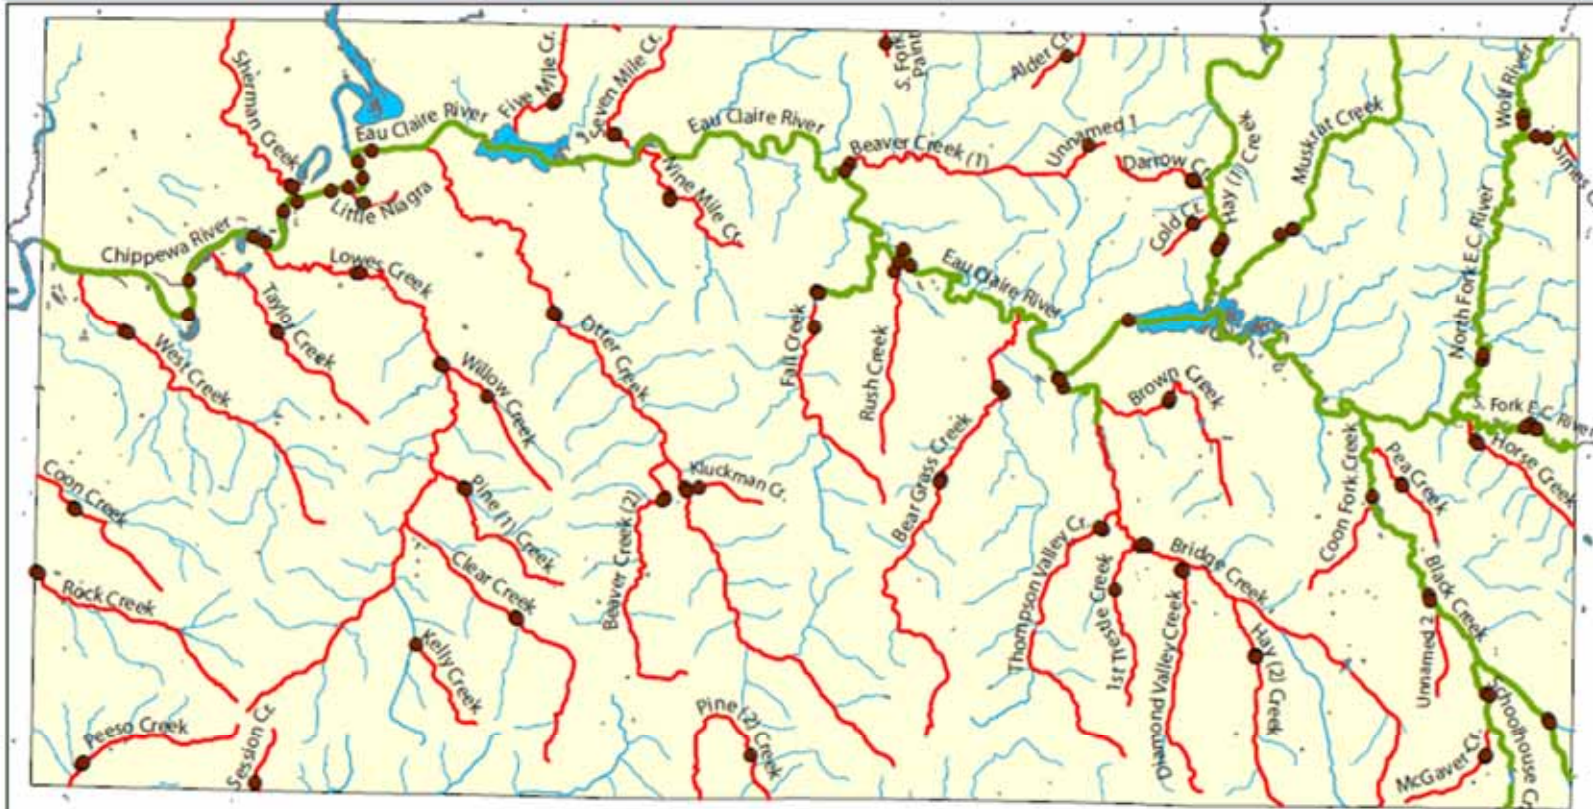 Sherman Creek
Five Mile Cr.
Seven Mile Cr.
S. Fork
Alder Cr.
Wolf River
Eau Claire River
Eau Claire River
Beaver Creek (1)
Unnamed 1
Darrow Cr.
Hay (1) Creek
Muskrat Creek
Nine Mile Cr.
Little Niagra
Cold Cr.
North Fork E.C. River
Chippewa River
Lowes Creek
Eau Claire River
Taylor Creek
West Creek
Otter Creek
Fall Creek
Rush Creek
Willow Creek
Brown Creek
S. Fork E.C. River
Horse Creek
Bear Grass Creek
Coon Fork Creek
Pea Creek
Coon Creek
Pine (1) Creek
Kluckman Cr.
Beaver Creek (2)
Clear Creek
Thompson Valley Cr.
1st Trestle Creek
Bridge Creek
Black Creek
Rock Creek
Kelly Creek
Diamond Valley Creek
Hay (2) Creek
Unnamed 2
Peeso Creek
Session Cr.
Pine (2) Creek
McGaver Cr.
Schoolhouse Cr.